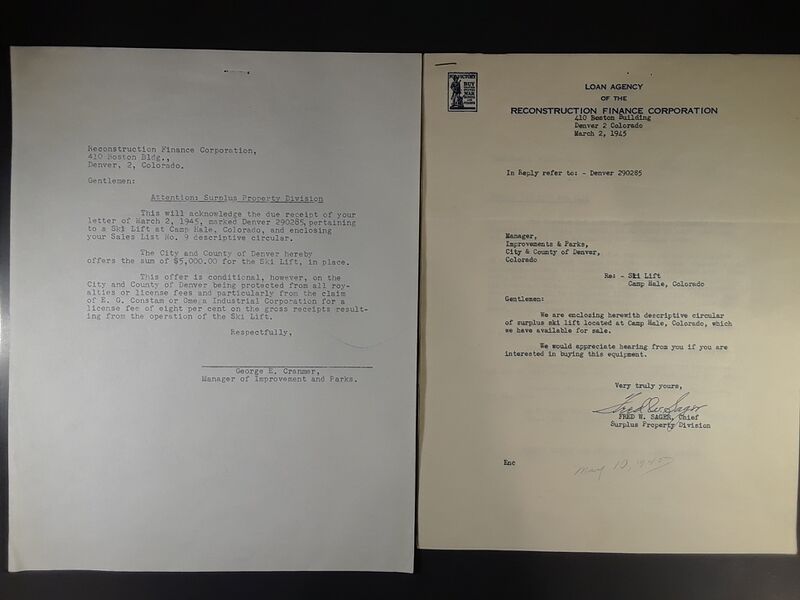 Reconstruction Finance Corporation,
410 Boston Bldg.,
Denver, 2, Colorado.
Gentlemen:
Attention: Surplus Property Division
This will acknowledge the due receipt of your
letter of March 2, 1945, marked Denver 290285, pertaining
to a Ski Lift at Camp Hale, Colorado, and enclosing
your Sales List No. 9 descriptive circular.
The City and County of Denver hereby
offers the sum of $5,000.00 for the Ski Lift, in place.
This offer is conditional, however, on the
City and County of Denver being protected from all roy-
alties or license fees and particularly from the claim
of E. G. Constam or Omega Industrial Corporation for a
license fee of eight per cent on the gross receipts result-
ing from the operation of the Ski Lift.
Respectfully,
George E. Cranmer,
Manager of Improvement and Parks.
FOR VICTORY
BUY
UNITED
STATES
WAR
BONDS
AND
STAMPS
LOAN AGENCY
OF THE
RECONSTRUCTION FINANCE CORPORATION
410 Boston Building
Denver 2 Colorado
March 2, 1945
In Reply refer to: - Denver 290285
Manager,
Improvements & Parks,
City & County of Denver,
Colorado
Re: - Ski Lift
Camp Hale, Colorado
Gentlemen:
We are enclosing herewith descriptive circular
of surplus ski lift located at Camp Hale, Colorado, which
we have available for sale.
We would appreciate hearing from you if you are
interested in buying this equipment.
Very truly yours,
Fred W. Sager
FRED W. SAGER, Chief
Surplus Property Division
Enc
May 10, 1945